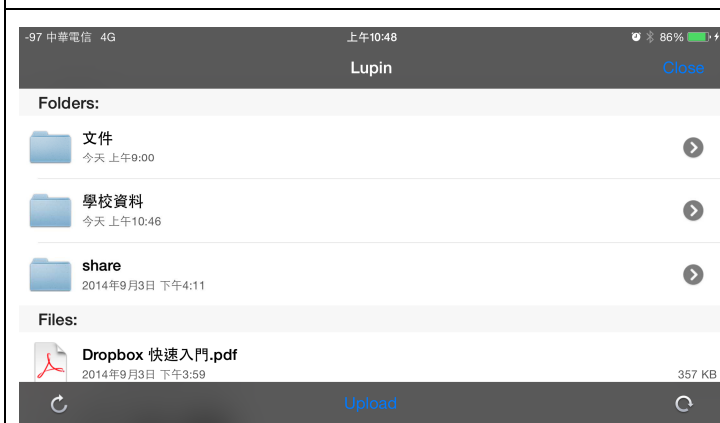 -97 中華電信 4G 上午10:48 86%
Lupin Close
Folders:
文件
今天 上午9:00
學校資料
今天 上午10:46
share
2014年9月3日 下午4:11
Files:
Dropbox 快速入門.pdf
2014年9月3日 下午3:59 357 KB
Upload